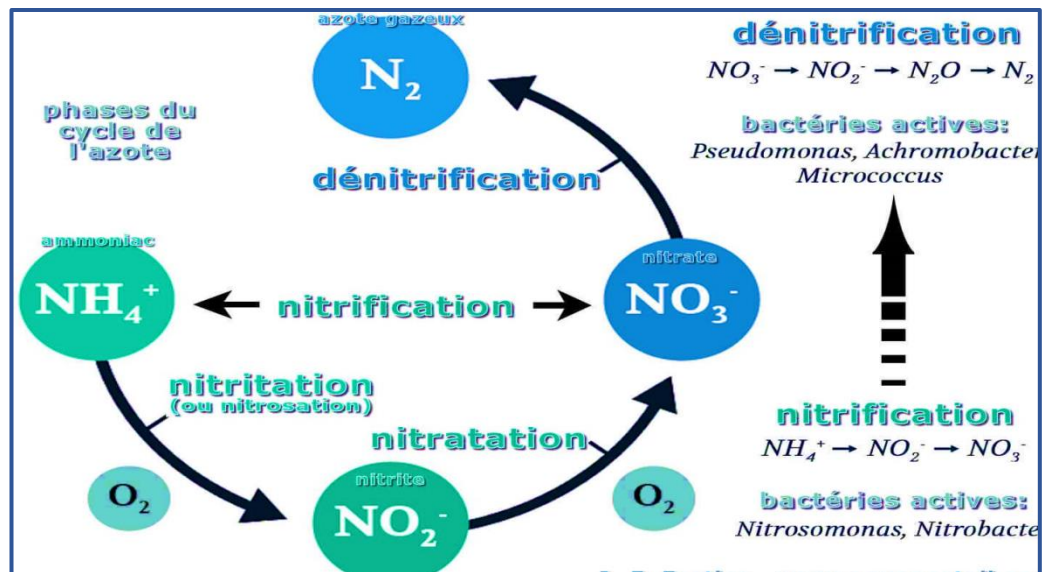 azote gazeux
N₂
phases du
cycle de
l'azote
dénitrification
ammoniac
NH₄⁺
nitrification
nitrate
NO₃⁻
nitritation
(ou nitrosation)
nitratation
O₂
nitrite
NO₂⁻
O₂
dénitrification
NO₃⁻ → NO₂⁻ → N₂O → N₂
bactéries actives:
Pseudomonas, Achromobacter
Micrococcus
nitrification
NH₄⁺ → NO₂⁻ → NO₃⁻
bactéries actives:
Nitrosomonas, Nitrobacte